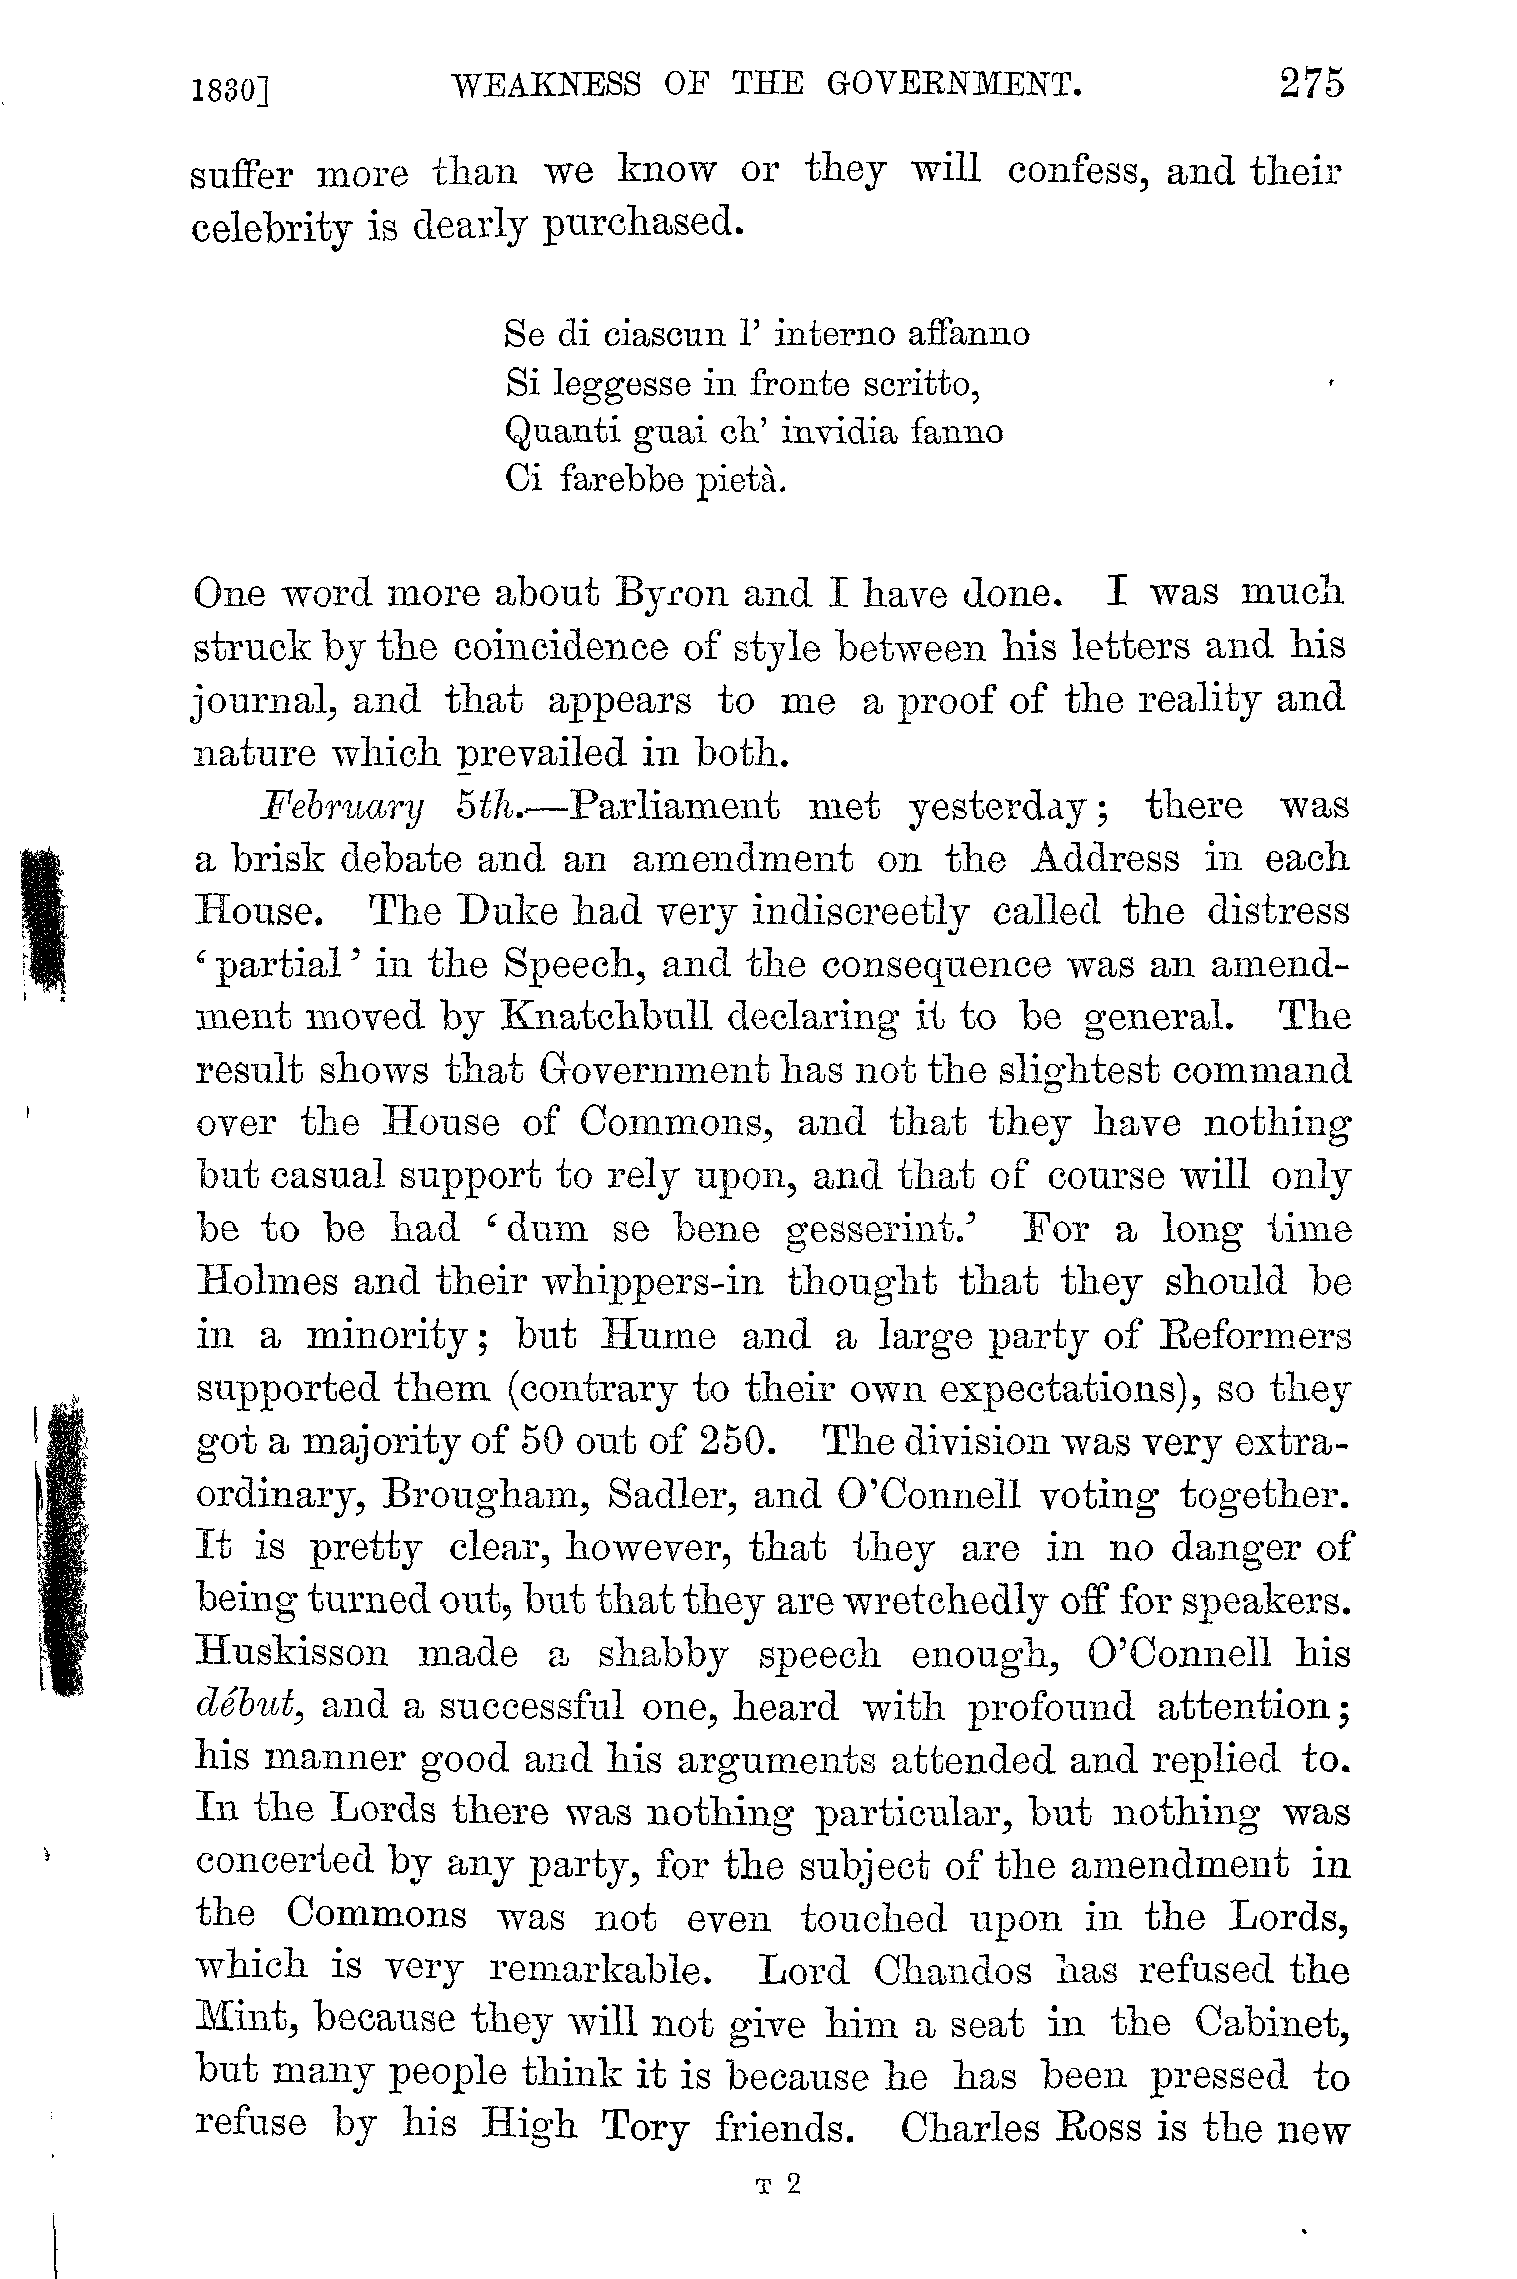 1830] WEAKNESS OF THE GOVERNMENT. 275
suffer more than we know or they will confess, and their
celebrity is dearly purchased.
Se di ciascun l' interno affanno
Si leggesse in fronte scritto,
Quanti guai ch' invidia fanno
Ci farebbe pietà.
One word more about Byron and I have done. I was much
struck by the coincidence of style between his letters and his
journal, and that appears to me a proof of the reality and
nature which prevailed in both.
February 5th.—Parliament met yesterday; there was
a brisk debate and an amendment on the Address in each
House. The Duke had very indiscreetly called the distress
‘partial’ in the Speech, and the consequence was an amend-
ment moved by Knatchbull declaring it to be general. The
result shows that Government has not the slightest command
over the House of Commons, and that they have nothing
but casual support to rely upon, and that of course will only
be to be had ‘dum se bene gesserint.’ For a long time
Holmes and their whippers-in thought that they should be
in a minority; but Hume and a large party of Reformers
supported them (contrary to their own expectations), so they
got a majority of 50 out of 250. The division was very extra-
ordinary, Brougham, Sadler, and O'Connell voting together.
It is pretty clear, however, that they are in no danger of
being turned out, but that they are wretchedly off for speakers.
Huskisson made a shabby speech enough, O'Connell his
début, and a successful one, heard with profound attention;
his manner good and his arguments attended and replied to.
In the Lords there was nothing particular, but nothing was
concerted by any party, for the subject of the amendment in
the Commons was not even touched upon in the Lords,
which is very remarkable. Lord Chandos has refused the
Mint, because they will not give him a seat in the Cabinet,
but many people think it is because he has been pressed to
refuse by his High Tory friends. Charles Ross is the new
T 2